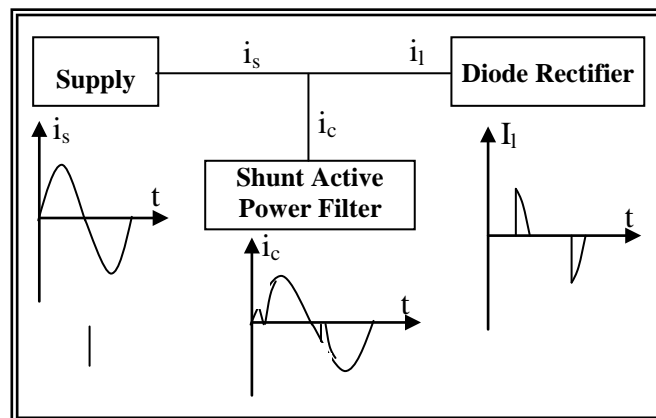 Supply
i_s
i_l
Diode Rectifier
i_c
i_s
t
Shunt Active
Power Filter
I_l
t
i_c
t